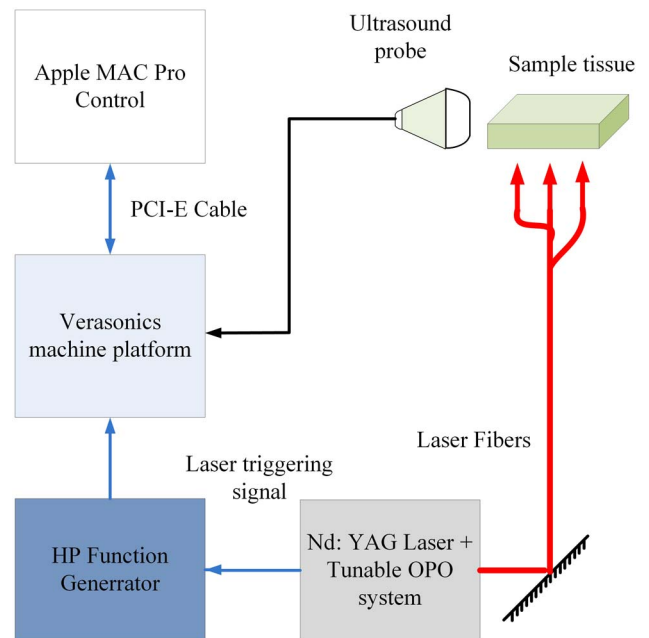 Apple MAC Pro
Control
Ultrasound
probe
Sample tissue
PCI-E Cable
Verasonics
machine platform
Laser Fibers
Laser triggering
signal
HP Function
Generrator
Nd: YAG Laser +
Tunable OPO
system